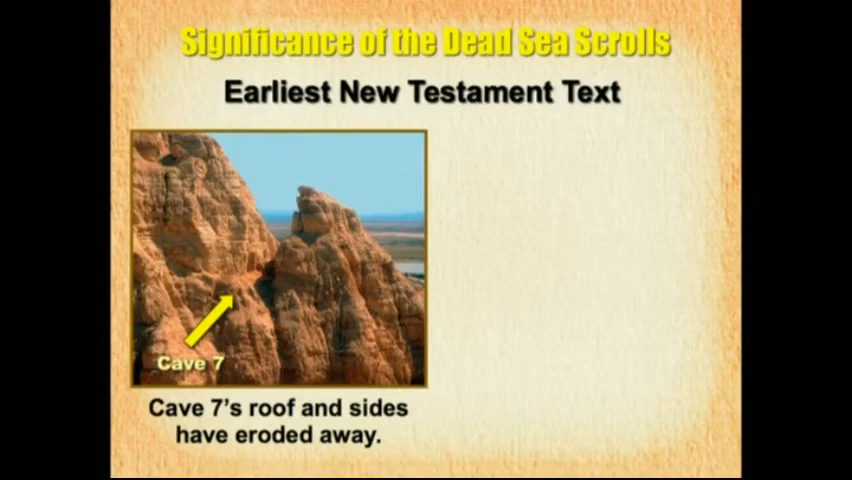 Significance of the Dead Sea Scrolls
Earliest New Testament Text
Cave 7
Cave 7's roof and sides
have eroded away.